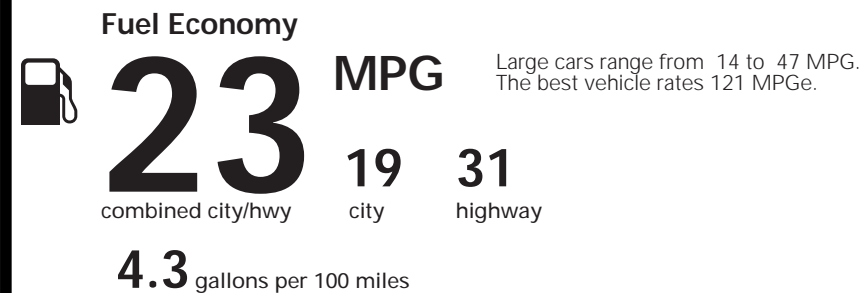 Fuel Economy
23 MPG
Large cars range from 14 to 47 MPG.
The best vehicle rates 121 MPGe.
19 31
combined city/hwy city highway
4.3 gallons per 100 miles